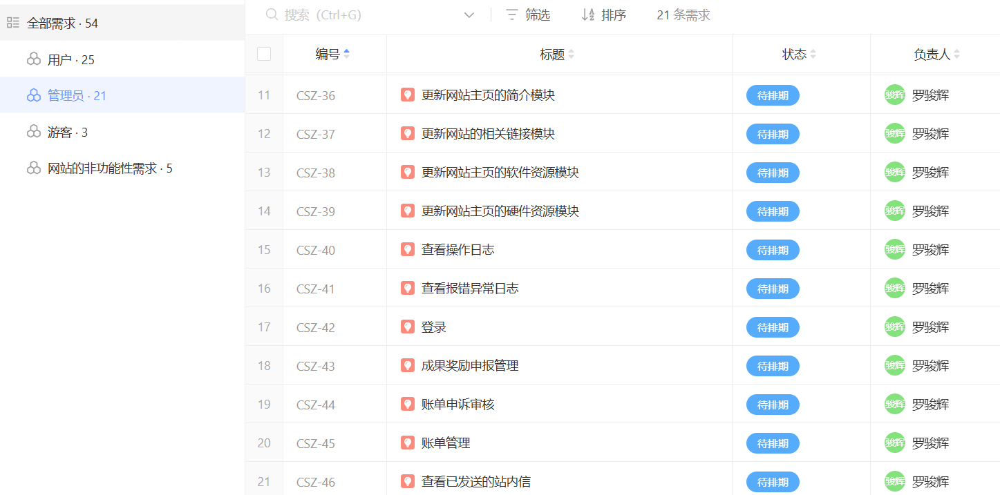 全部需求 · 54
用户 · 25
管理员 · 21
游客 · 3
网站的非功能性需求 · 5
搜索 (Ctrl+G) 筛选 排序 21 条需求
编号 标题 状态 负责人
11 CSZ-36 更新网站主页的简介模块 待排期 骏辉 罗骏辉
12 CSZ-37 更新网站的相关链接模块 待排期 骏辉 罗骏辉
13 CSZ-38 更新网站主页的软件资源模块 待排期 骏辉 罗骏辉
14 CSZ-39 更新网站主页的硬件资源模块 待排期 骏辉 罗骏辉
15 CSZ-40 查看操作日志 待排期 骏辉 罗骏辉
16 CSZ-41 查看报错异常日志 待排期 骏辉 罗骏辉
17 CSZ-42 登录 待排期 骏辉 罗骏辉
18 CSZ-43 成果奖励申报管理 待排期 骏辉 罗骏辉
19 CSZ-44 账单申诉审核 待排期 骏辉 罗骏辉
20 CSZ-45 账单管理 待排期 骏辉 罗骏辉
21 CSZ-46 查看已发送的站内信 待排期 骏辉 罗骏辉